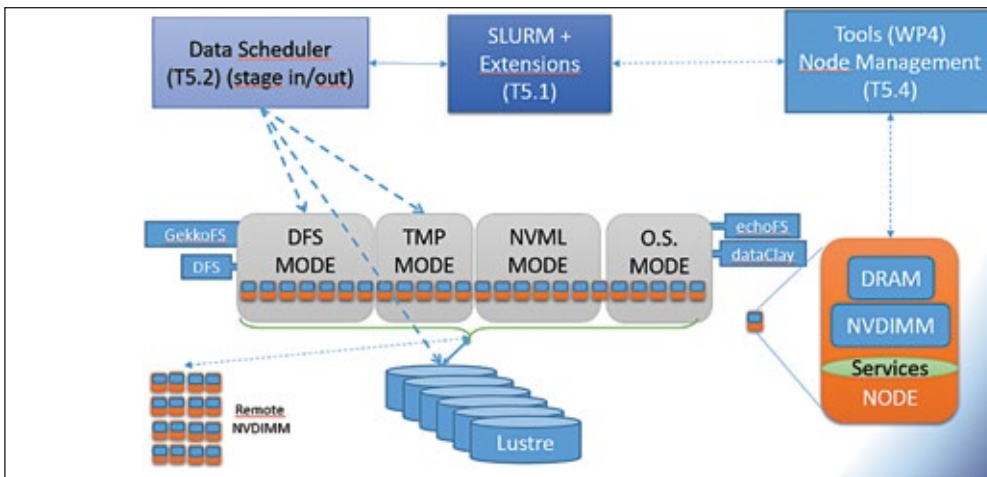 Data Scheduler
(T5.2) (stage in/out)
SLURM +
Extensions
(T5.1)
Tools (WP4)
Node Management
(T5.4)
GekkoFS
DFS
DFS
MODE
TMP
MODE
NVML
MODE
O.S.
MODE
echoFS
dataClay
DRAM
NVDIMM
Services
NODE
Remote
NVDIMM
Lustre